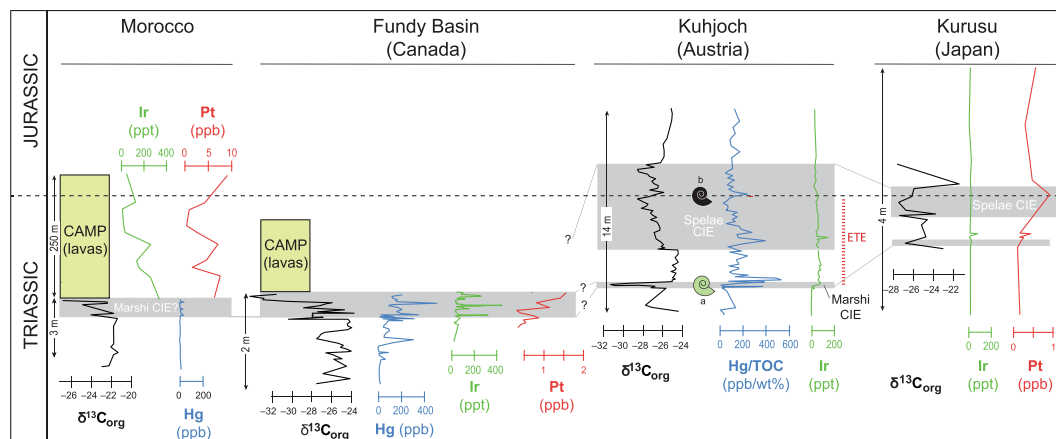 JURASSIC
TRIASSIC
Morocco
Ir
(ppt)
0 200 400
Pt
(ppb)
0 5 10
250 m
CAMP
(lavas)
Marshi CIE?
3 m
−26 −24 −22 −20
δ¹³Corg
0 200
Hg
(ppb)
Fundy Basin
(Canada)
CAMP
(lavas)
2 m
−32 −30 −28 −26 −24
δ¹³Corg
0 200 400
Hg (ppb)
0 200 400
Ir
(ppt)
0 1 2
Pt
(ppb)
?
?
?
Kuhjoch
(Austria)
14 m
b
Spelae
CIE
a
ETE
Marshi
CIE
−32 −30 −28 −26 −24
δ¹³Corg
0 200 400 600
Hg/TOC
(ppb/wt%)
0 200
Ir
(ppt)
Kurusu
(Japan)
4 m
Spelae CIE
−28 −26 −24 −22
δ¹³Corg
0 200
Ir
(ppt)
0 1
Pt
(ppb)